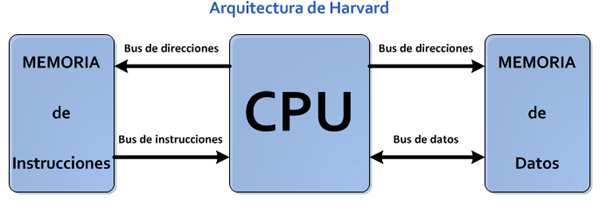 Arquitectura de Harvard
MEMORIA
de
Instrucciones
Bus de direcciones
Bus de instrucciones
CPU
Bus de direcciones
Bus de datos
MEMORIA
de
Datos